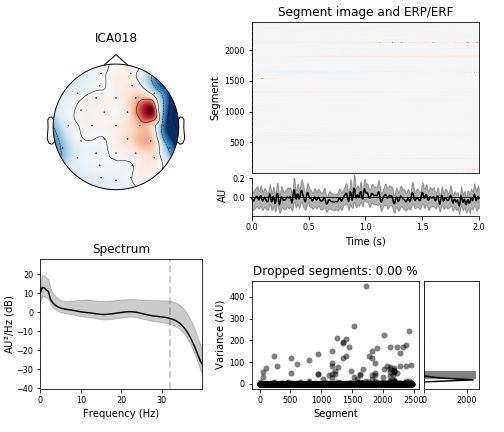 ICA018
Segment image and ERP/ERF
Segment
2000
1500
1000
500
AU
0.2
0.0
0.0 0.5 1.0 1.5 2.0
Time (s)
Spectrum
AU²/Hz (dB)
20
10
0
−10
−20
−30
−40
0 10 20 30
Frequency (Hz)
Dropped segments: 0.00 %
Variance (AU)
400
300
200
100
0
0 500 1000 1500 2000 2500
Segment
0 2000